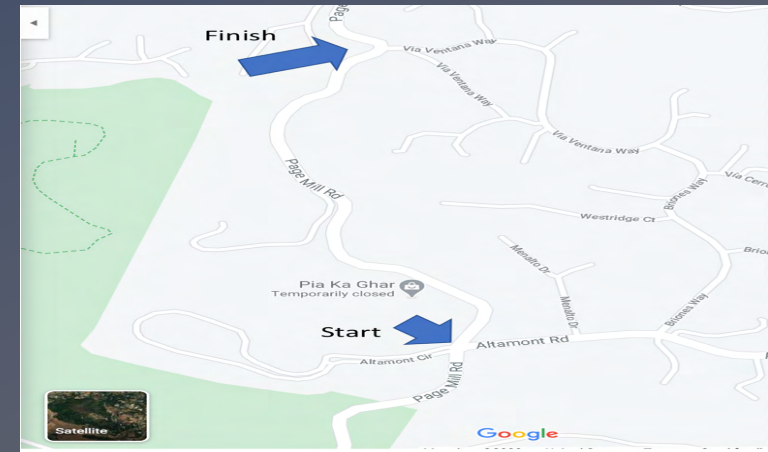 Page
Finish
Via Ventana Way
Via Ventana Way
Via Ventana Way
Page Mill Rd
Via Cerr
Briones Way
Westridge Ct
Menalto Dr
Brio
Pia Ka Ghar
Temporarily closed
Menalto Dr
Briones Way
Start
Altamont Rd
Altamont Cir
Page Mill Rd
Satellite
Google